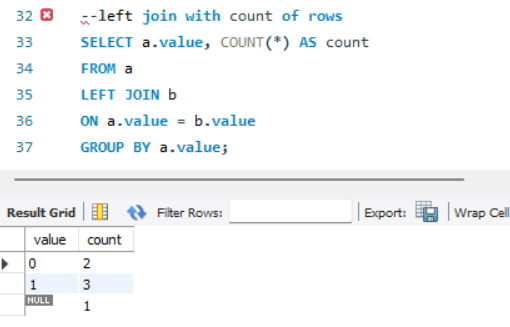 32 --left join with count of rows
33 SELECT a.value, COUNT(*) AS count
34 FROM a
35 LEFT JOIN b
36 ON a.value = b.value
37 GROUP BY a.value;
Result Grid Filter Rows: Export: Wrap Cell
value count
0 2
1 3
NULL 1